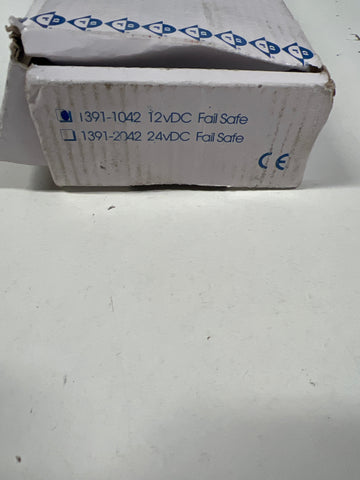 1391-1042 12vDC Fail Safe
1391-2042 24vDC Fail Safe
CE